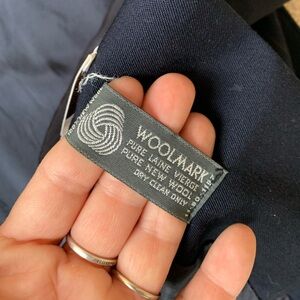 WOOLMARK
PURE LAINE VIERGE
PURE NEW WOOL
DRY CLEAN ONLY